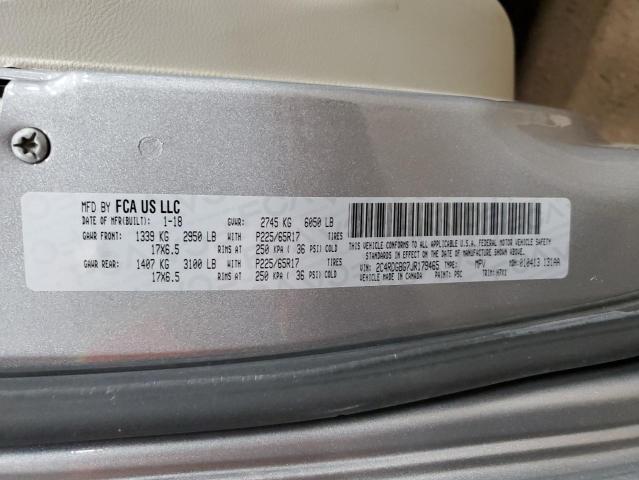 MFD BY FCA US LLC
DATE OF MFR(BUILT): 1-18 GVWR: 2745 KG 6050 LB
GAWR FRONT: 1339 KG 2950 LB WITH P225/65R17 TIRES
17X6.5 RIMS AT 250 KPA ( 36 PSI) COLD
GAWR REAR: 1407 KG 3100 LB WITH P225/65R17 TIRES
17X6.5 RIMS AT 250 KPA ( 36 PSI) COLD
THIS VEHICLE CONFORMS TO ALL APPLICABLE U.S.A. FEDERAL MOTOR VEHICLE SAFETY
STANDARDS IN EFFECT ON THE DATE OF MANUFACTURE SHOWN ABOVE.
VIN: 2C4RDGBG7JR179465 TYPE: MPV MDH: 010413 131AA
VEHICLE MADE IN CANADA PAINT: PSC TRIM: